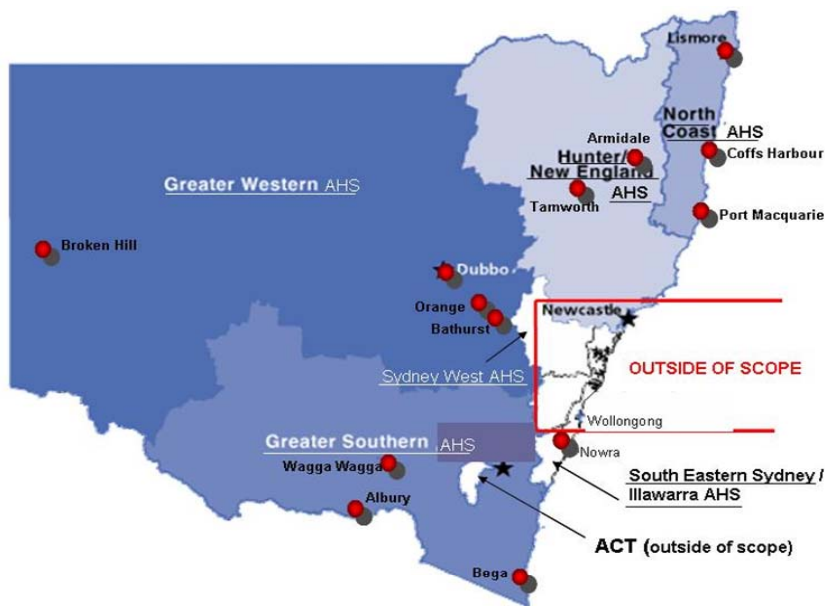 Lismore
North
Coast AHS
Armidale
Coffs Harbour
Hunter/
New England
AHS
Greater Western AHS
Tamworth
Port Macquarie
Broken Hill
Dubbo
Orange
Newcastle
Bathurst
OUTSIDE OF SCOPE
Sydney West AHS
Wollongong
Greater Southern AHS
Nowra
Wagga Wagga
South Eastern Sydney /
Illawarra AHS
Albury
ACT (outside of scope)
Bega